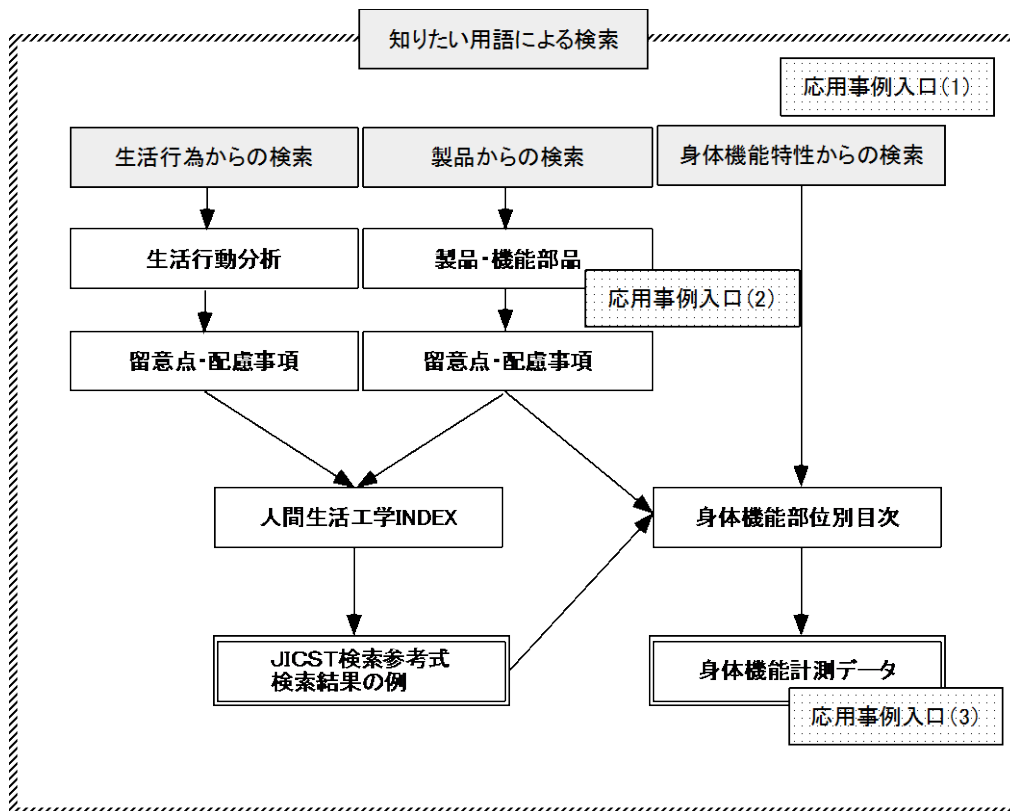 知りたい用語による検索
応用事例入口(1)
生活行為からの検索
製品からの検索
身体機能特性からの検索
生活行動分析
製品・機能部品
応用事例入口(2)
留意点・配慮事項
留意点・配慮事項
人間生活工学INDEX
身体機能部位別目次
JICST検索参考式
検索結果の例
身体機能計測データ
応用事例入口(3)